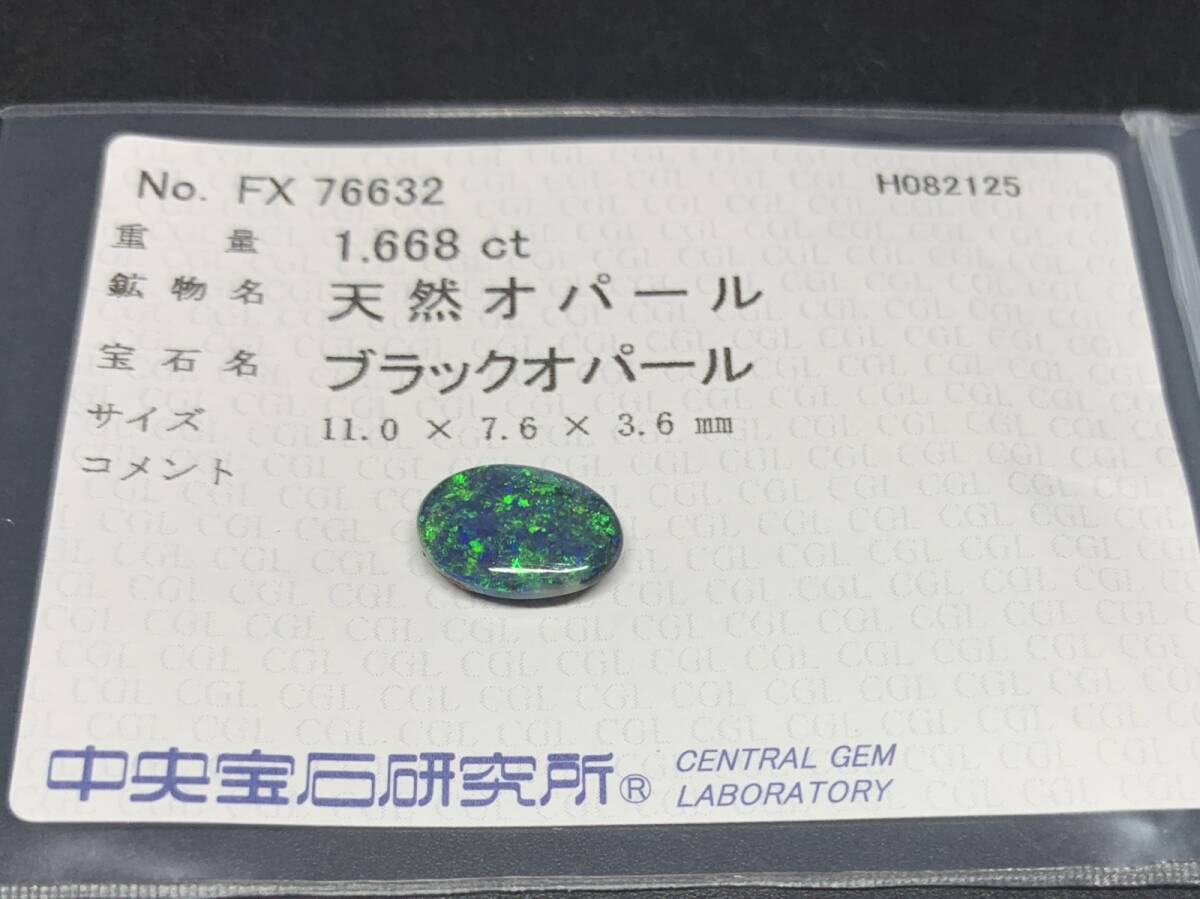 No. FX 76632 H082125
重 量 1.668 ct
鉱物名 天然オパール
宝石名 ブラックオパール
サイズ 11.0 × 7.6 × 3.6 mm
コメント
中央宝石研究所® CENTRAL GEM
LABORATORY